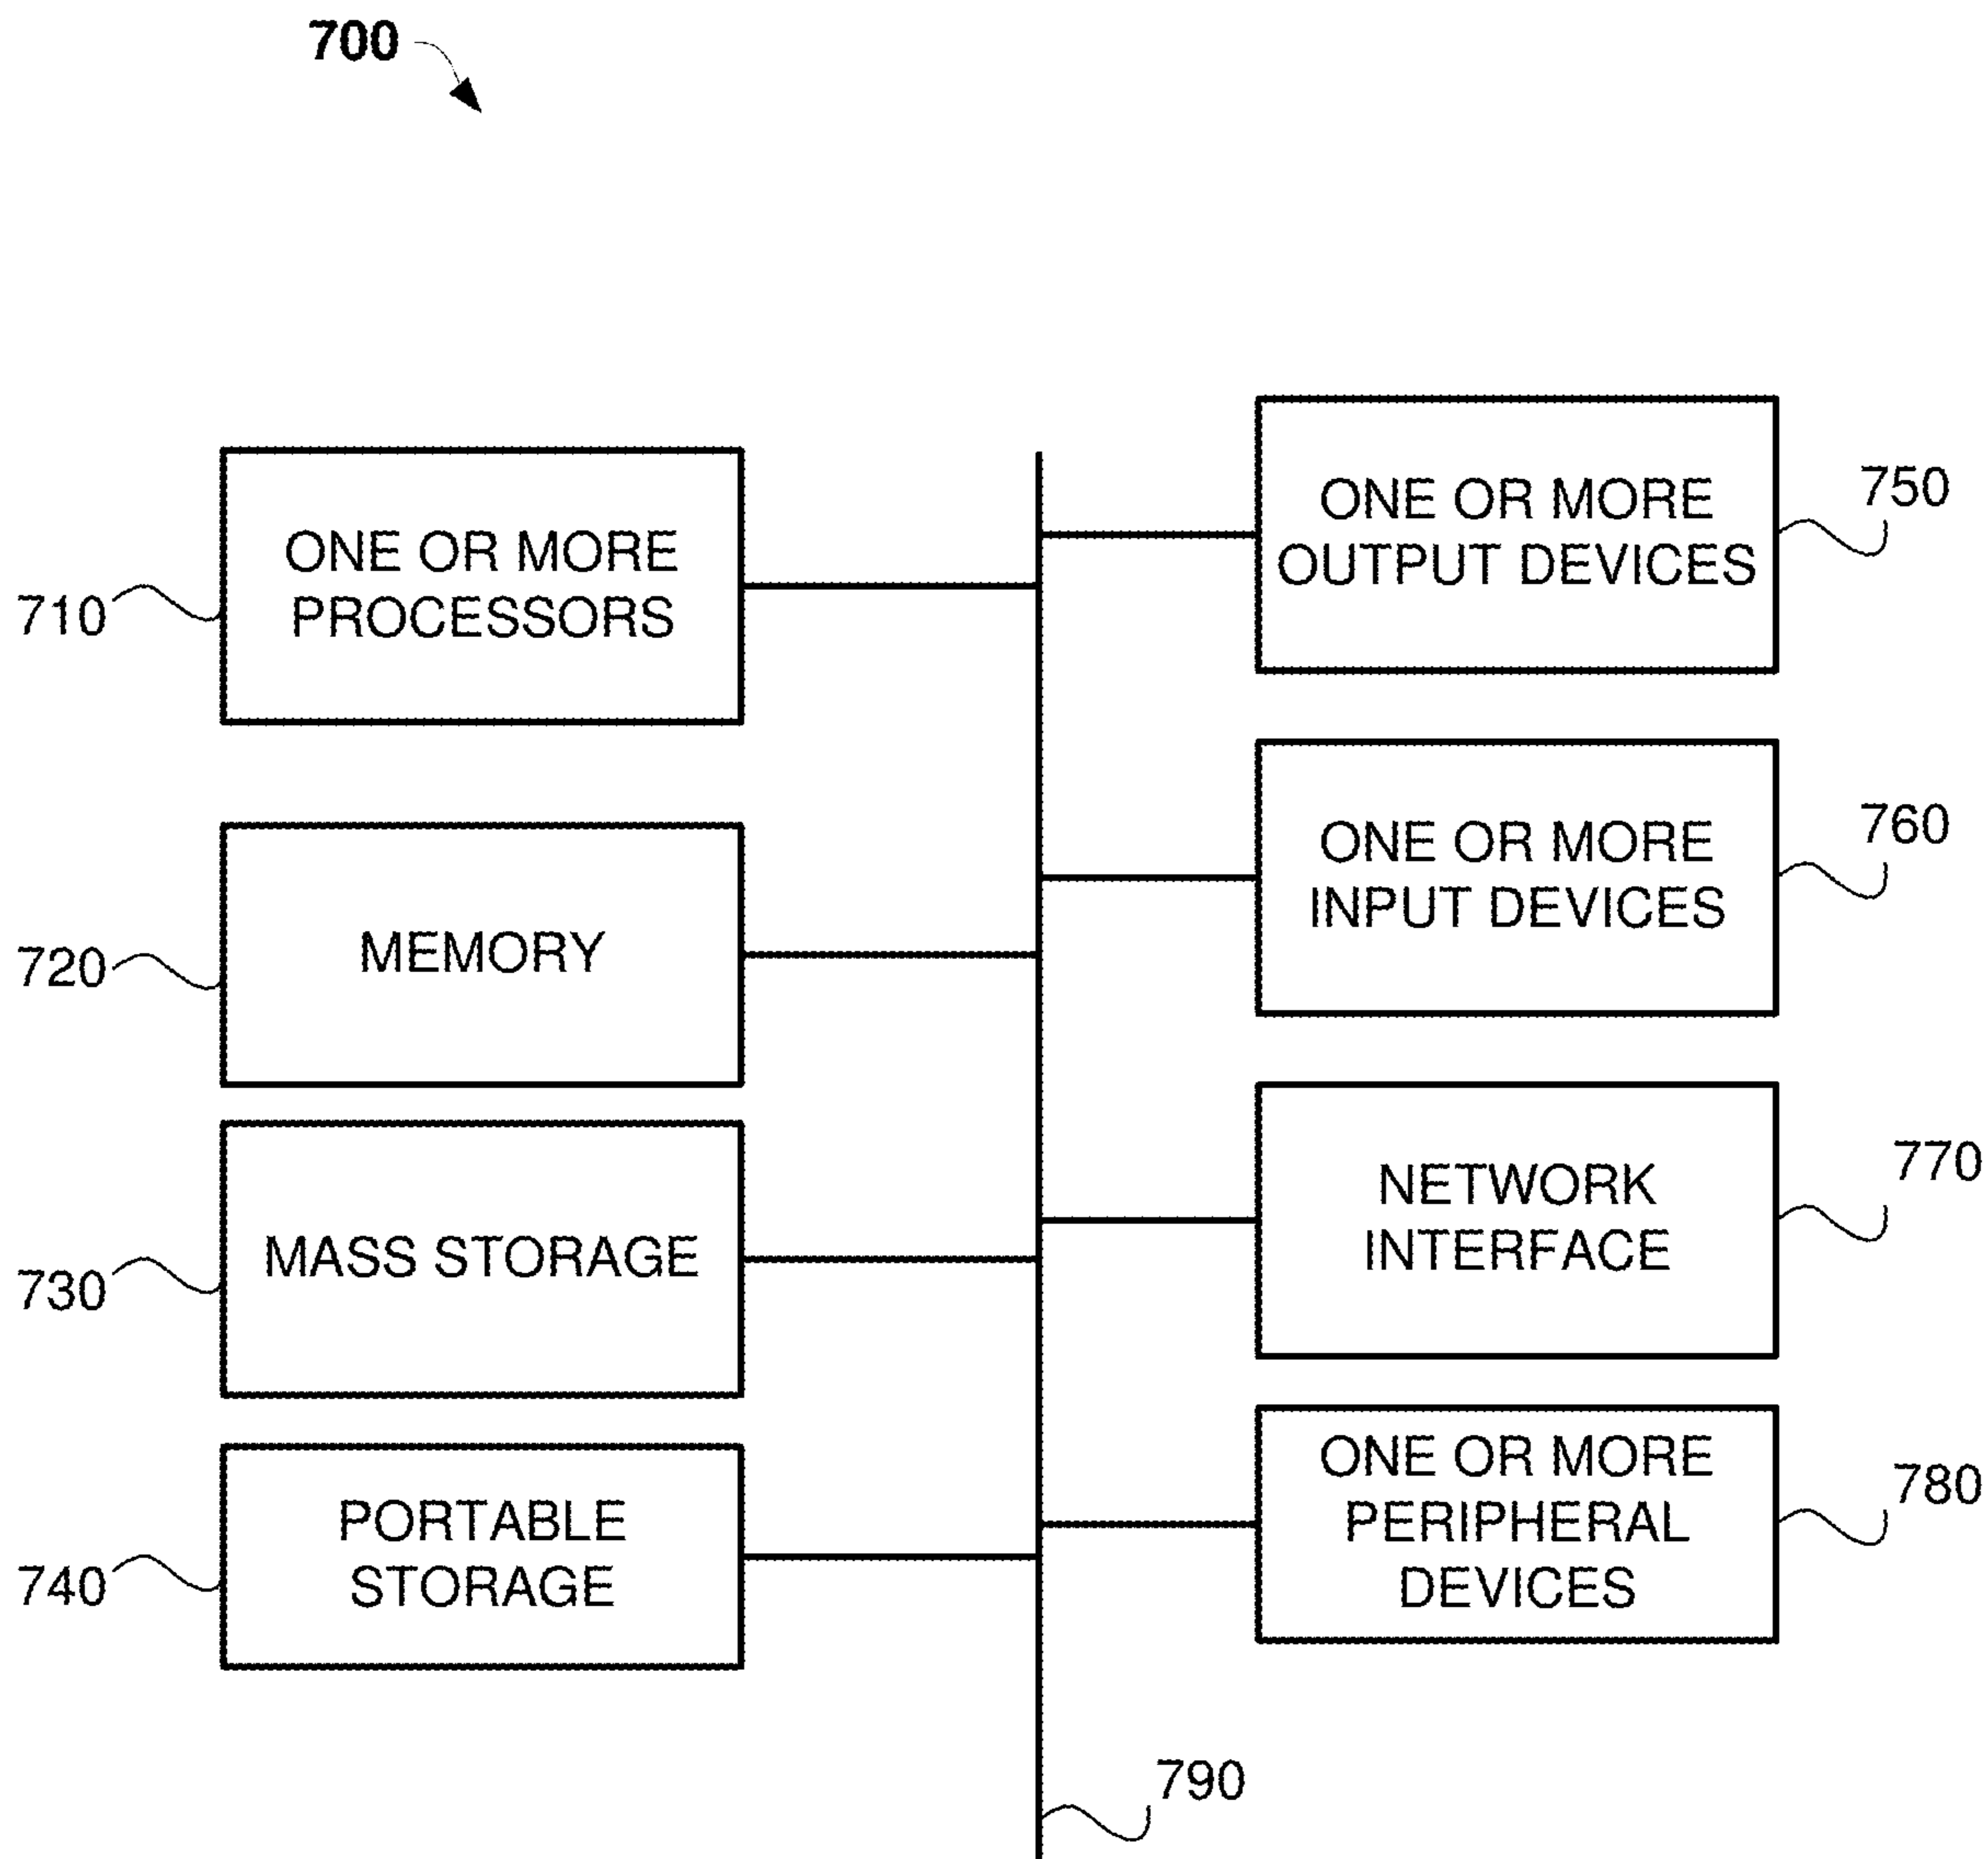 700
ONE OR MORE
PROCESSORS
710
MEMORY
720
MASS STORAGE
730
PORTABLE
STORAGE
740
ONE OR MORE
OUTPUT DEVICES
750
ONE OR MORE
INPUT DEVICES
760
NETWORK
INTERFACE
770
ONE OR MORE
PERIPHERAL
DEVICES
780
790